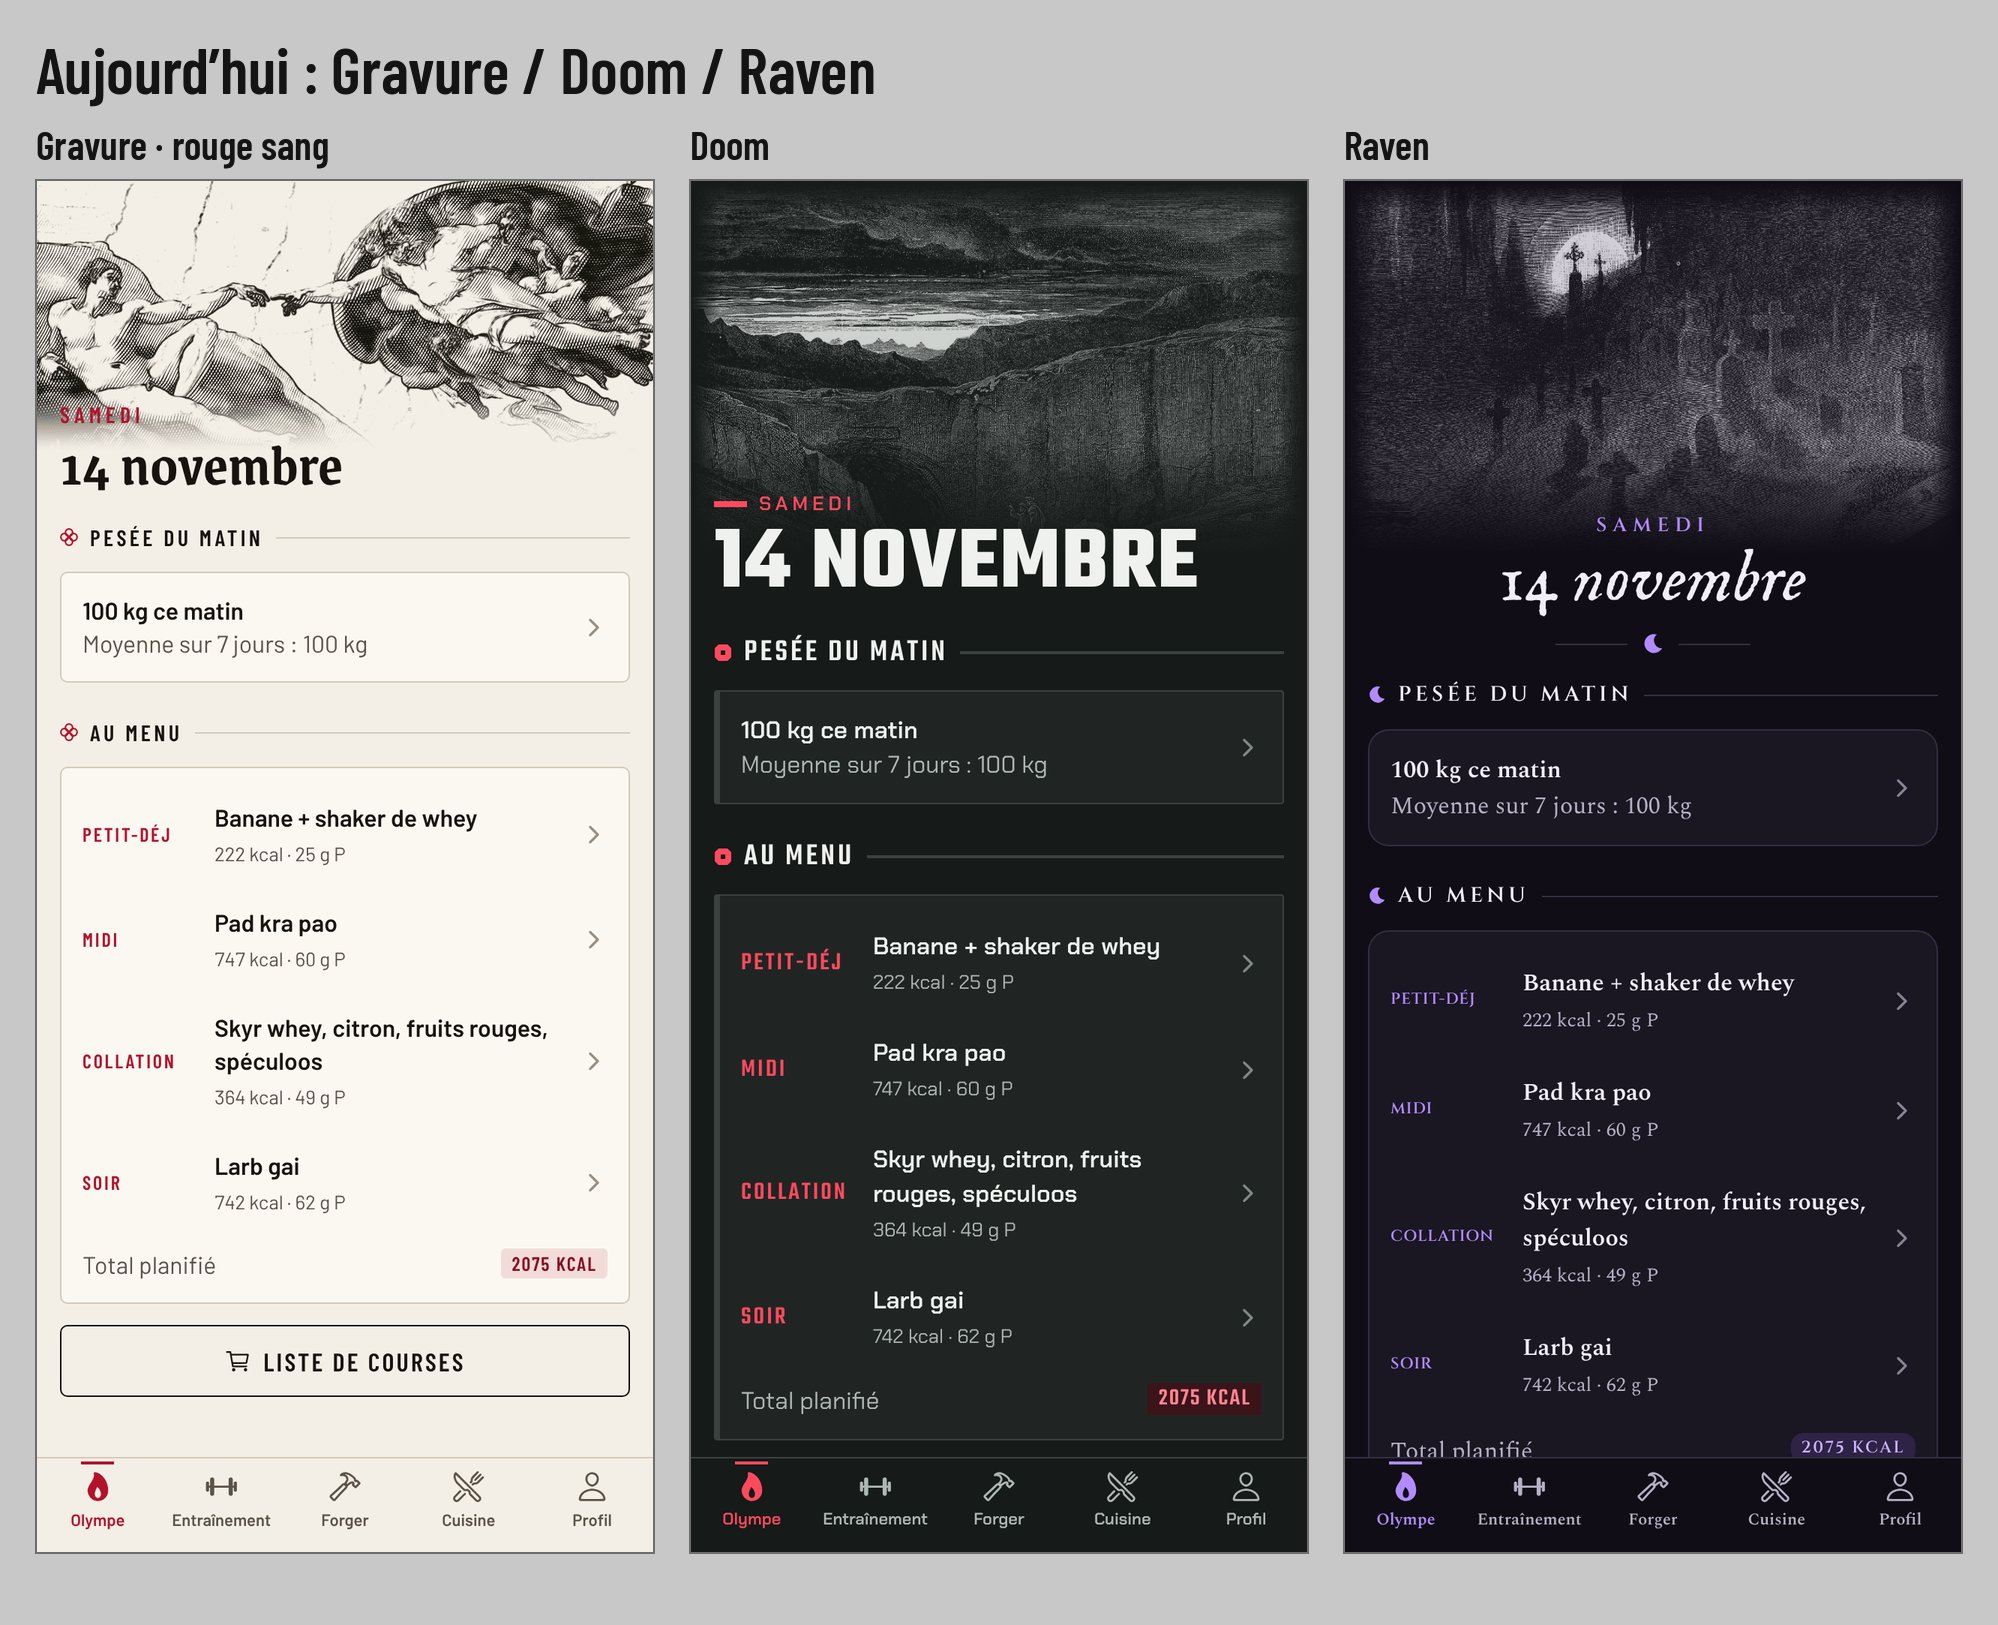 Aujourd’hui : Gravure / Doom / Raven
Gravure · rouge sang
SAMEDI
14 novembre
PESÉE DU MATIN
100 kg ce matin
Moyenne sur 7 jours : 100 kg
AU MENU
PETIT-DÉJ
Banane + shaker de whey
222 kcal · 25 g P
MIDI
Pad kra pao
747 kcal · 60 g P
COLLATION
Skyr whey, citron, fruits rouges,
spéculoos
364 kcal · 49 g P
SOIR
Larb gai
742 kcal · 62 g P
Total planifié
2075 KCAL
LISTE DE COURSES
Olympe
Entraînement
Forger
Cuisine
Profil
Doom
SAMEDI
14 NOVEMBRE
PESÉE DU MATIN
100 kg ce matin
Moyenne sur 7 jours : 100 kg
AU MENU
PETIT-DÉJ
Banane + shaker de whey
222 kcal · 25 g P
MIDI
Pad kra pao
747 kcal · 60 g P
COLLATION
Skyr whey, citron, fruits
rouges, spéculoos
364 kcal · 49 g P
SOIR
Larb gai
742 kcal · 62 g P
Total planifié
2075 KCAL
Olympe
Entraînement
Forger
Cuisine
Profil
Raven
SAMEDI
14 novembre
PESÉE DU MATIN
100 kg ce matin
Moyenne sur 7 jours : 100 kg
AU MENU
PETIT-DÉJ
Banane + shaker de whey
222 kcal · 25 g P
MIDI
Pad kra pao
747 kcal · 60 g P
COLLATION
Skyr whey, citron, fruits rouges,
spéculoos
364 kcal · 49 g P
SOIR
Larb gai
742 kcal · 62 g P
Total planifié
2075 KCAL
Olympe
Entraînement
Forger
Cuisine
Profil